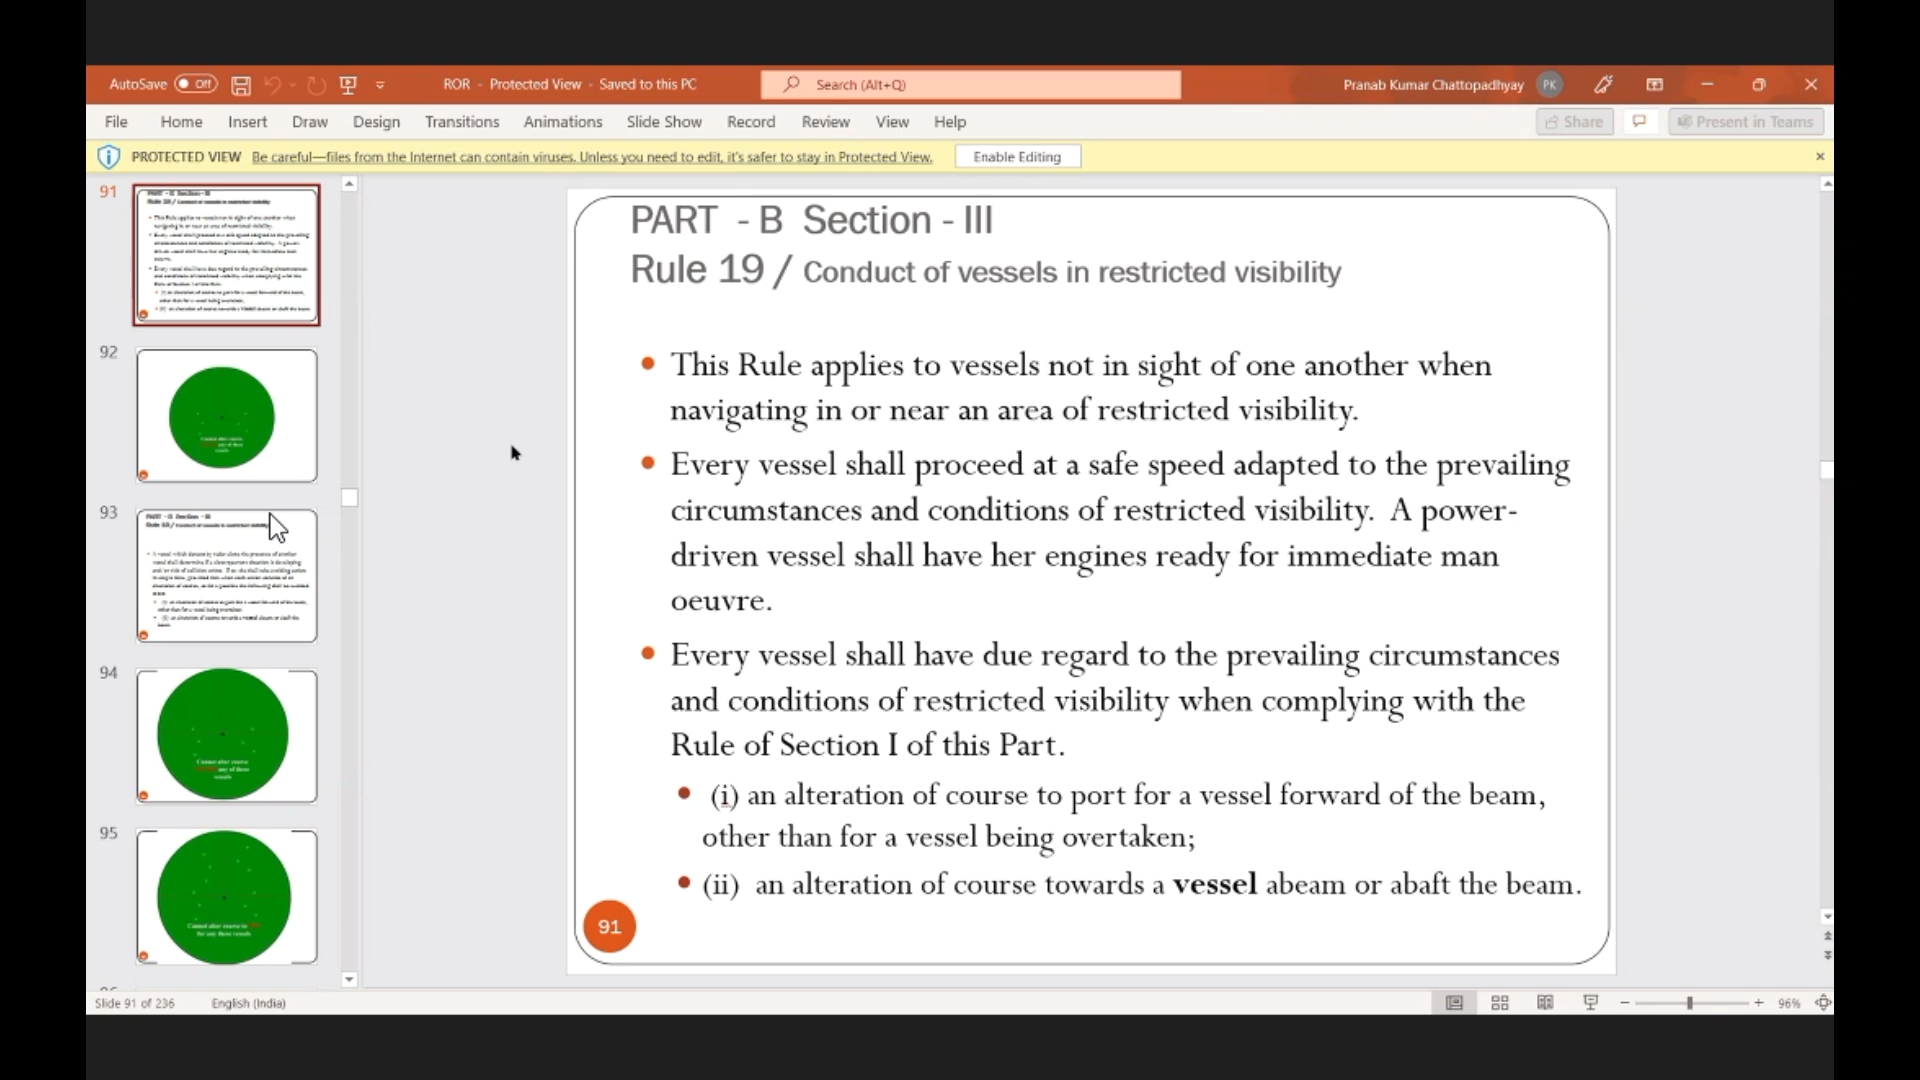 AutoSave Off ROR - Protected View - Saved to this PC Search (Alt+Q) Pranab Kumar Chattopadhyay PK
File Home Insert Draw Design Transitions Animations Slide Show Record Review View Help Share Present in Teams
PROTECTED VIEW Be careful—files from the Internet can contain viruses. Unless you need to edit, it's safer to stay in Protected View. Enable Editing
91
92
93
94
95
PART - B Section - III
Rule 19 / Conduct of vessels in restricted visibility
This Rule applies to vessels not in sight of one another when
navigating in or near an area of restricted visibility.
Every vessel shall proceed at a safe speed adapted to the prevailing
circumstances and conditions of restricted visibility. A power-
driven vessel shall have her engines ready for immediate man
oeuvre.
Every vessel shall have due regard to the prevailing circumstances
and conditions of restricted visibility when complying with the
Rule of Section I of this Part.
(i) an alteration of course to port for a vessel forward of the beam,
other than for a vessel being overtaken;
(ii) an alteration of course towards a vessel abeam or abaft the beam.
91
Slide 91 of 236 English (India) 96%